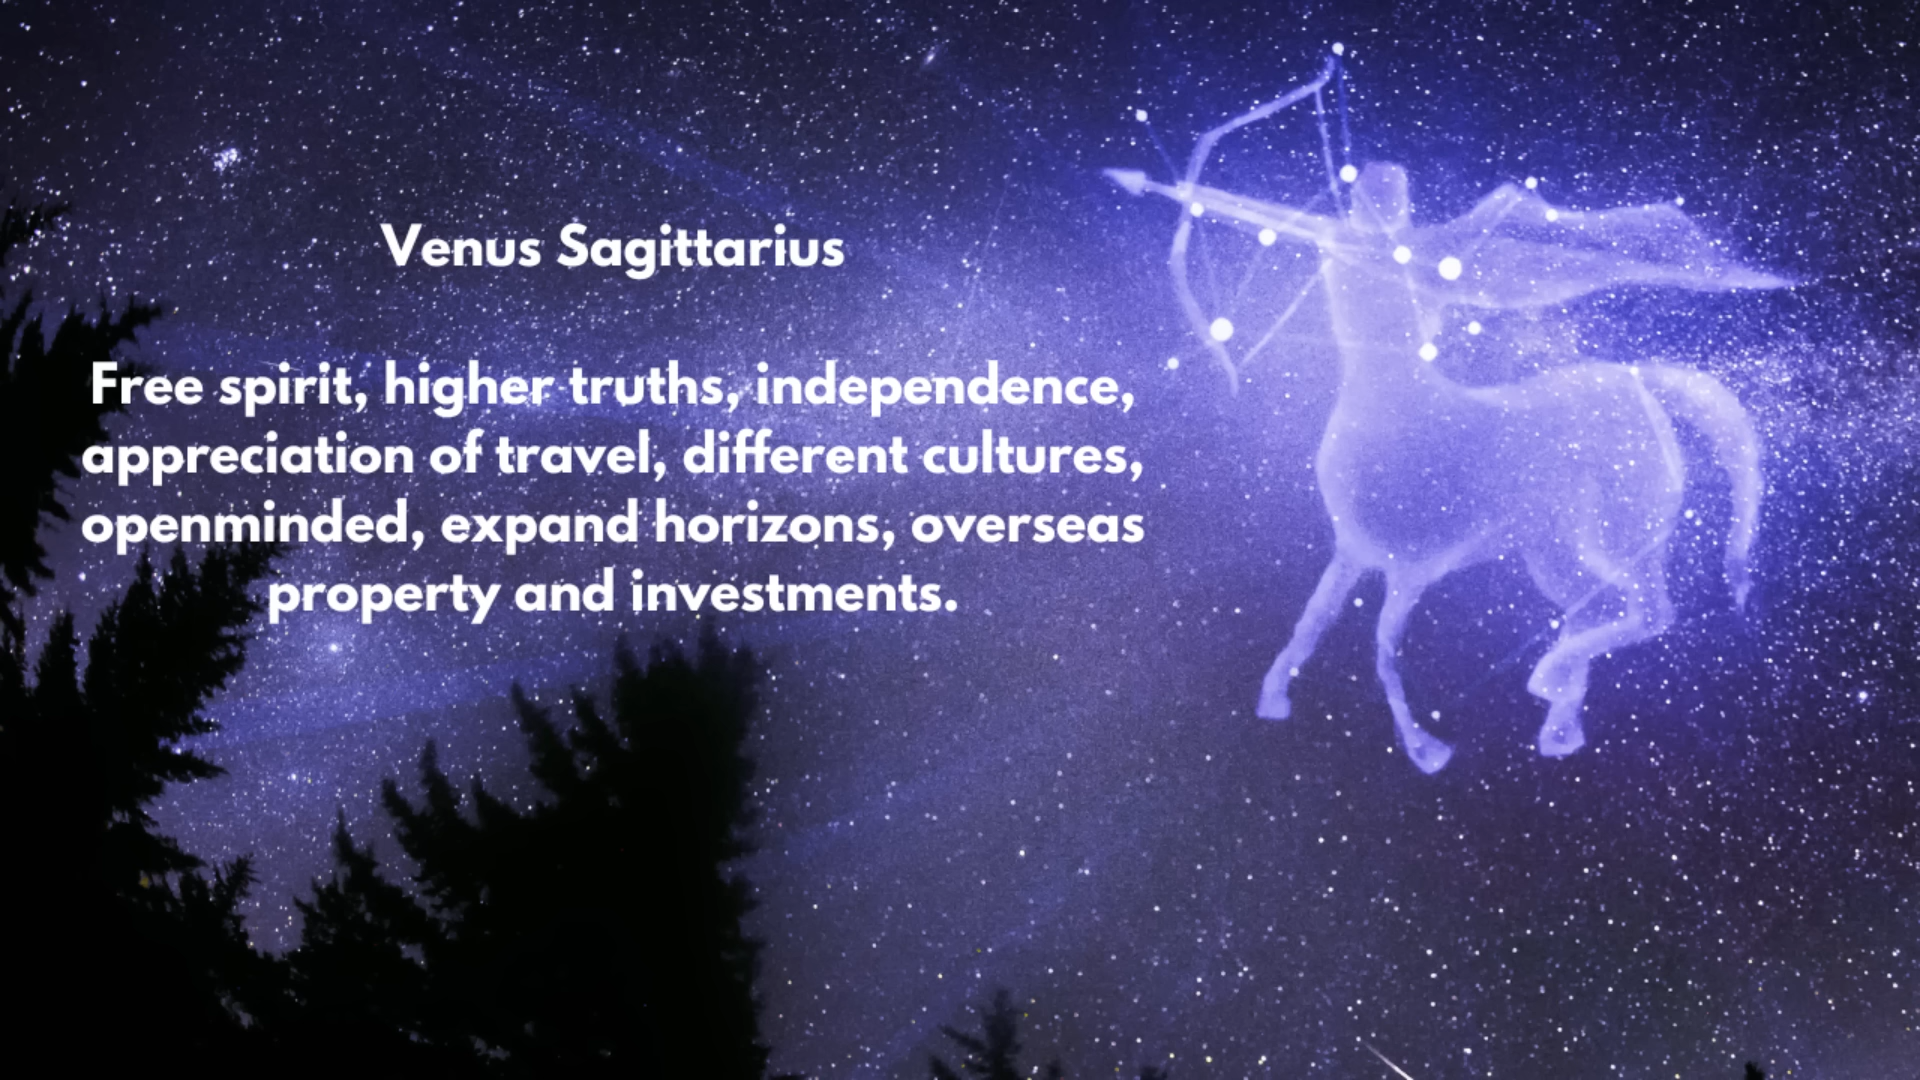 Venus Sagittarius
Free spirit, higher truths, independence,
appreciation of travel, different cultures,
openminded, expand horizons, overseas
property and investments.